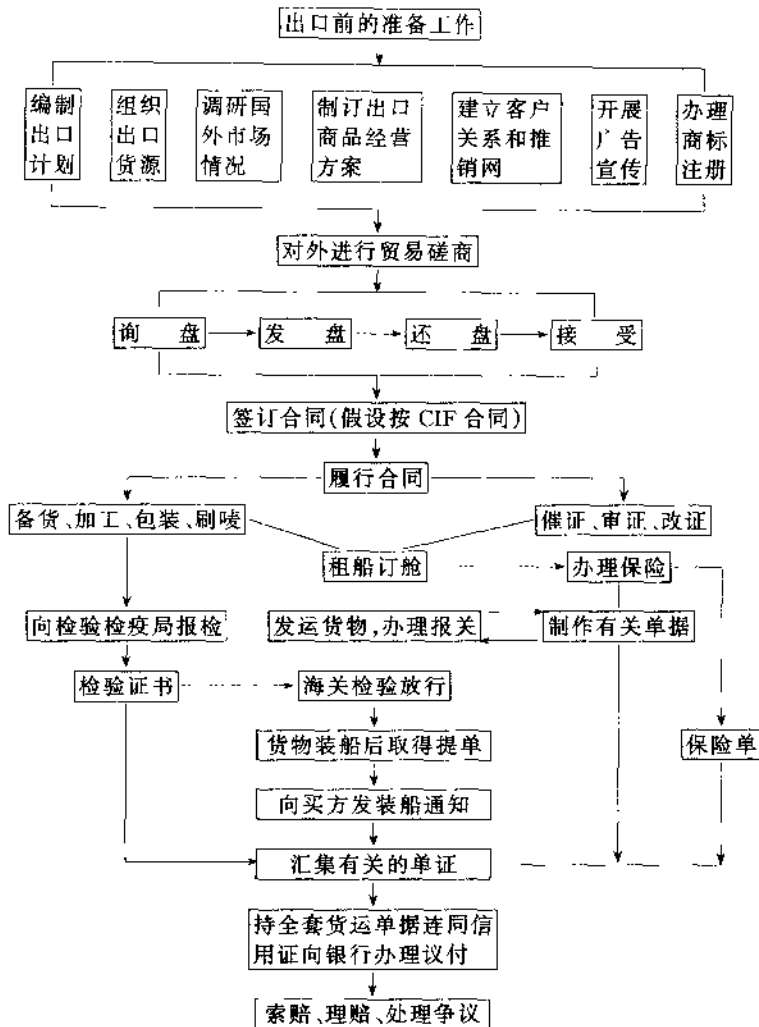 出口前的准备工作
编制
出口
计划
组织
出口
货源
调研国
外市场
情况
制订出口
商品经营
方案
建立客户
关系和推
销网
开展
广告
宣传
办理
商标
注册
对外进行贸易磋商
询 盘
发 盘
还 盘
接 受
签订合同(假设按 CIF 合同)
履行合同
备货、加工、包装、刷唛
催证、审证、改证
租船订舱
办理保险
向检验检疫局报检
发运货物,办理报关
制作有关单据
检验证书
海关检验放行
货物装船后取得提单
保险单
向买方发装船通知
汇集有关的单证
持全套货运单据连同信
用证向银行办理议付
索赔、理赔、处理争议